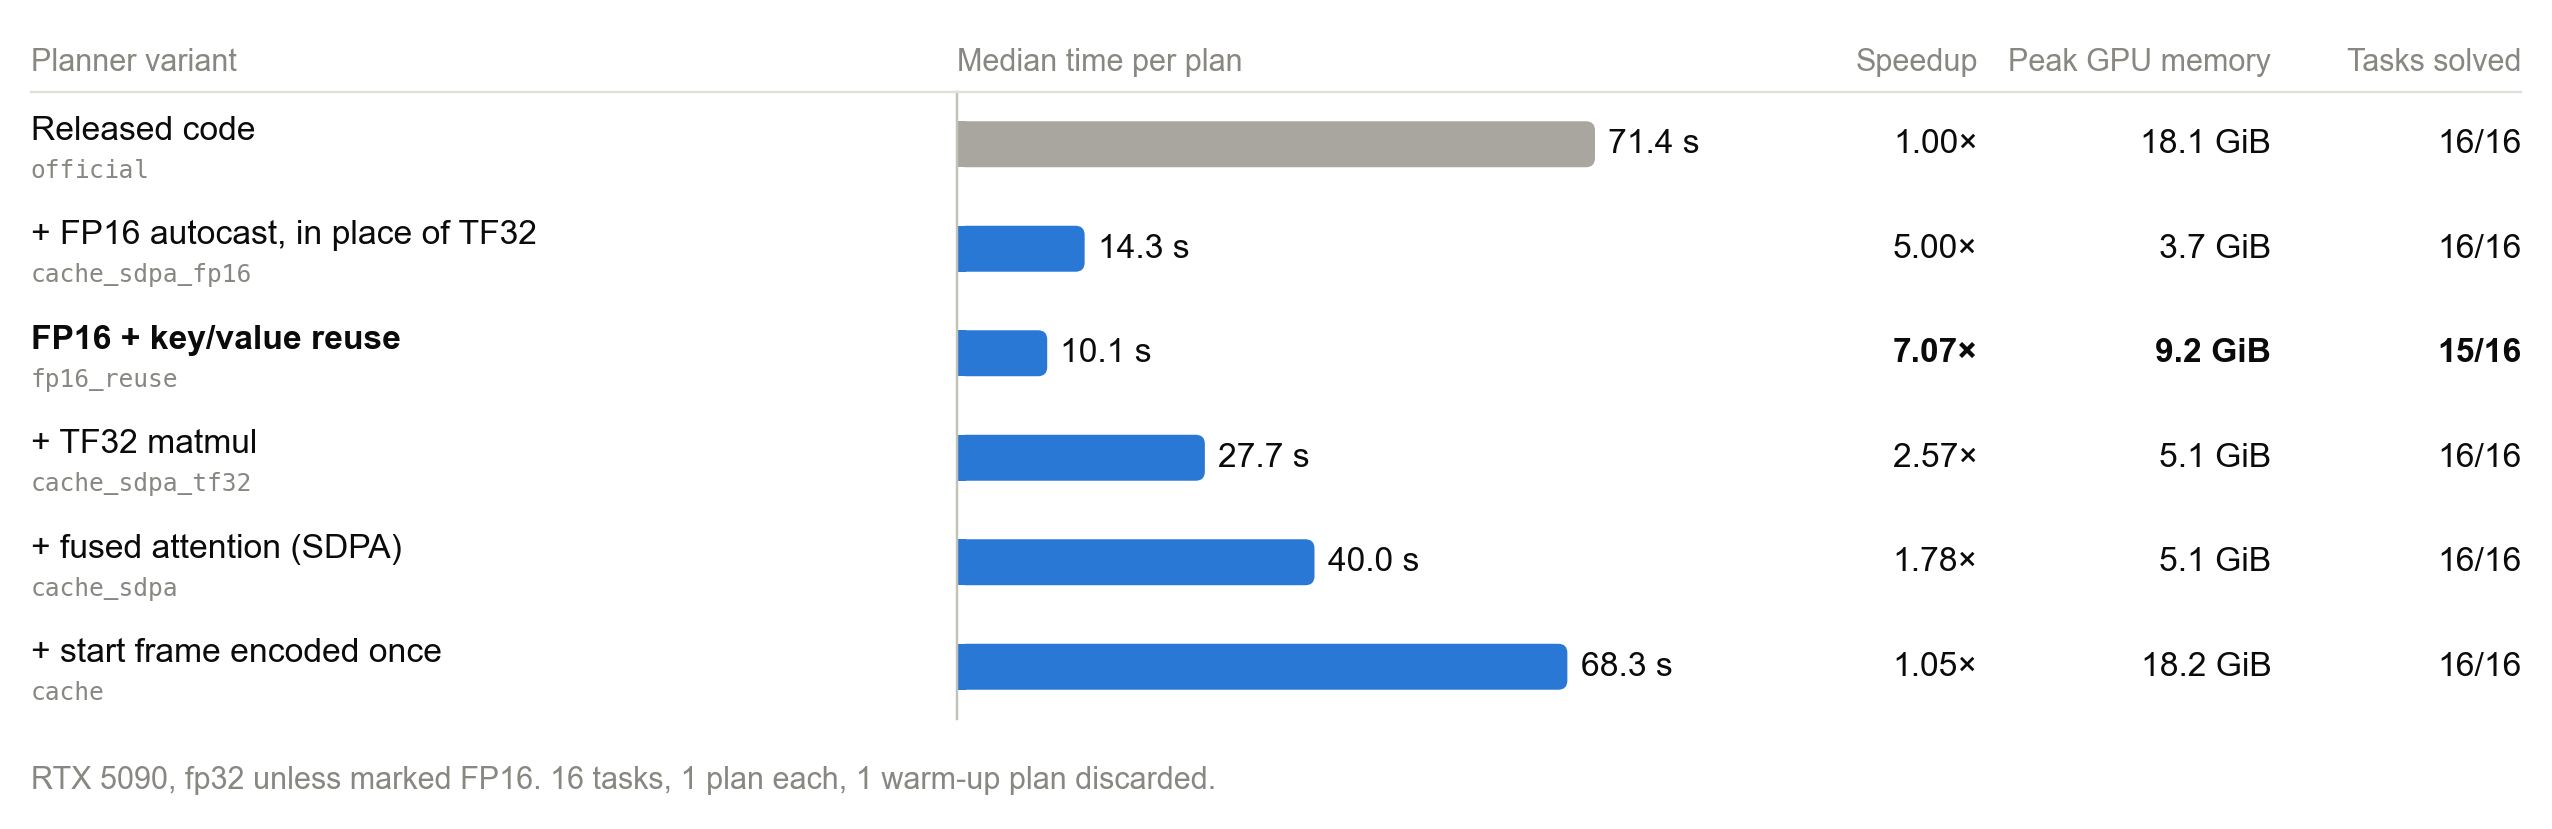 Planner variant Median time per plan Speedup Peak GPU memory Tasks solved
Released code 71.4 s 1.00× 18.1 GiB 16/16
official
+ FP16 autocast, in place of TF32 14.3 s 5.00× 3.7 GiB 16/16
cache_sdpa_fp16
FP16 + key/value reuse 10.1 s 7.07× 9.2 GiB 15/16
fp16_reuse
+ TF32 matmul 27.7 s 2.57× 5.1 GiB 16/16
cache_sdpa_tf32
+ fused attention (SDPA) 40.0 s 1.78× 5.1 GiB 16/16
cache_sdpa
+ start frame encoded once 68.3 s 1.05× 18.2 GiB 16/16
cache
RTX 5090, fp32 unless marked FP16. 16 tasks, 1 plan each, 1 warm-up plan discarded.